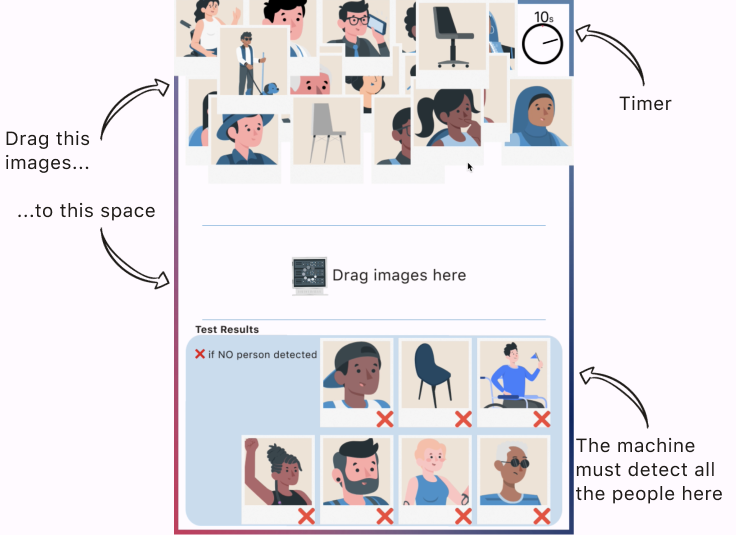 10s
Timer
Drag this
images...
...to this space
Drag images here
Test Results
if NO person detected
The machine
must detect all
the people here